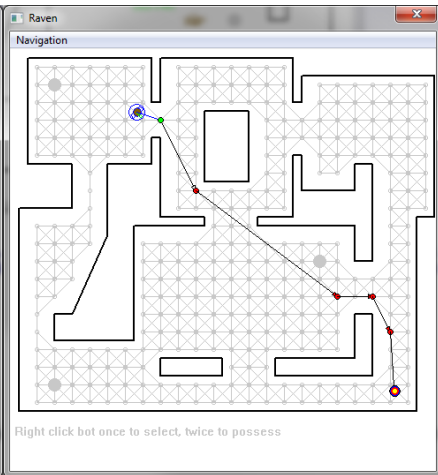 Raven
Navigation
Right click bot once to select, twice to possess